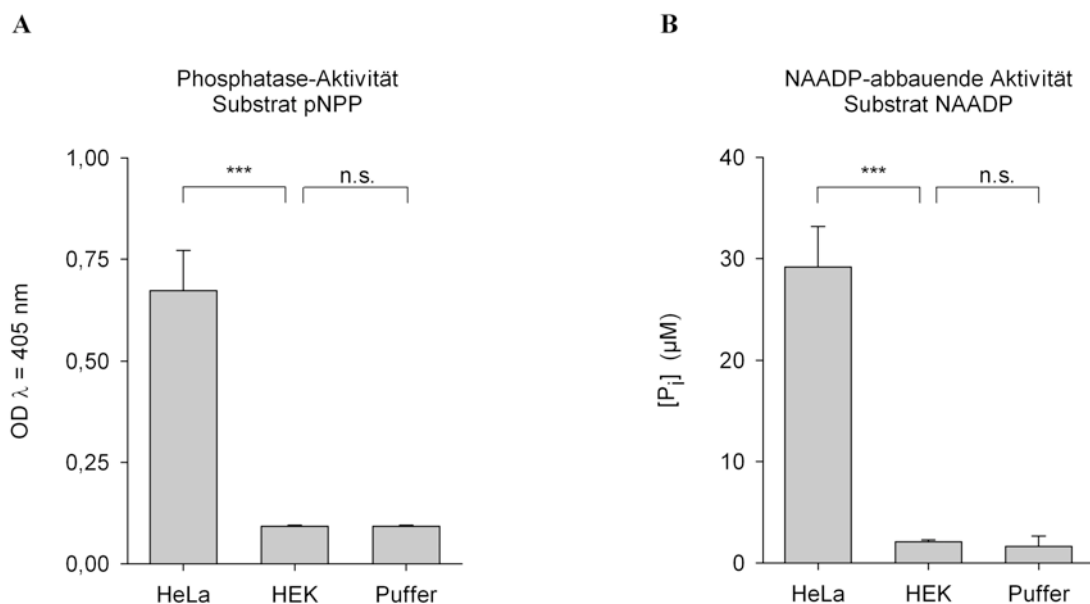 A
Phosphatase-Aktivität
Substrat pNPP
1,00
0,75
0,50
0,25
0,00
OD λ = 405 nm
***
n.s.
HeLa
HEK
Puffer
B
NAADP-abbauende Aktivität
Substrat NAADP
40
30
20
10
0
[Pi] (µM)
***
n.s.
HeLa
HEK
Puffer